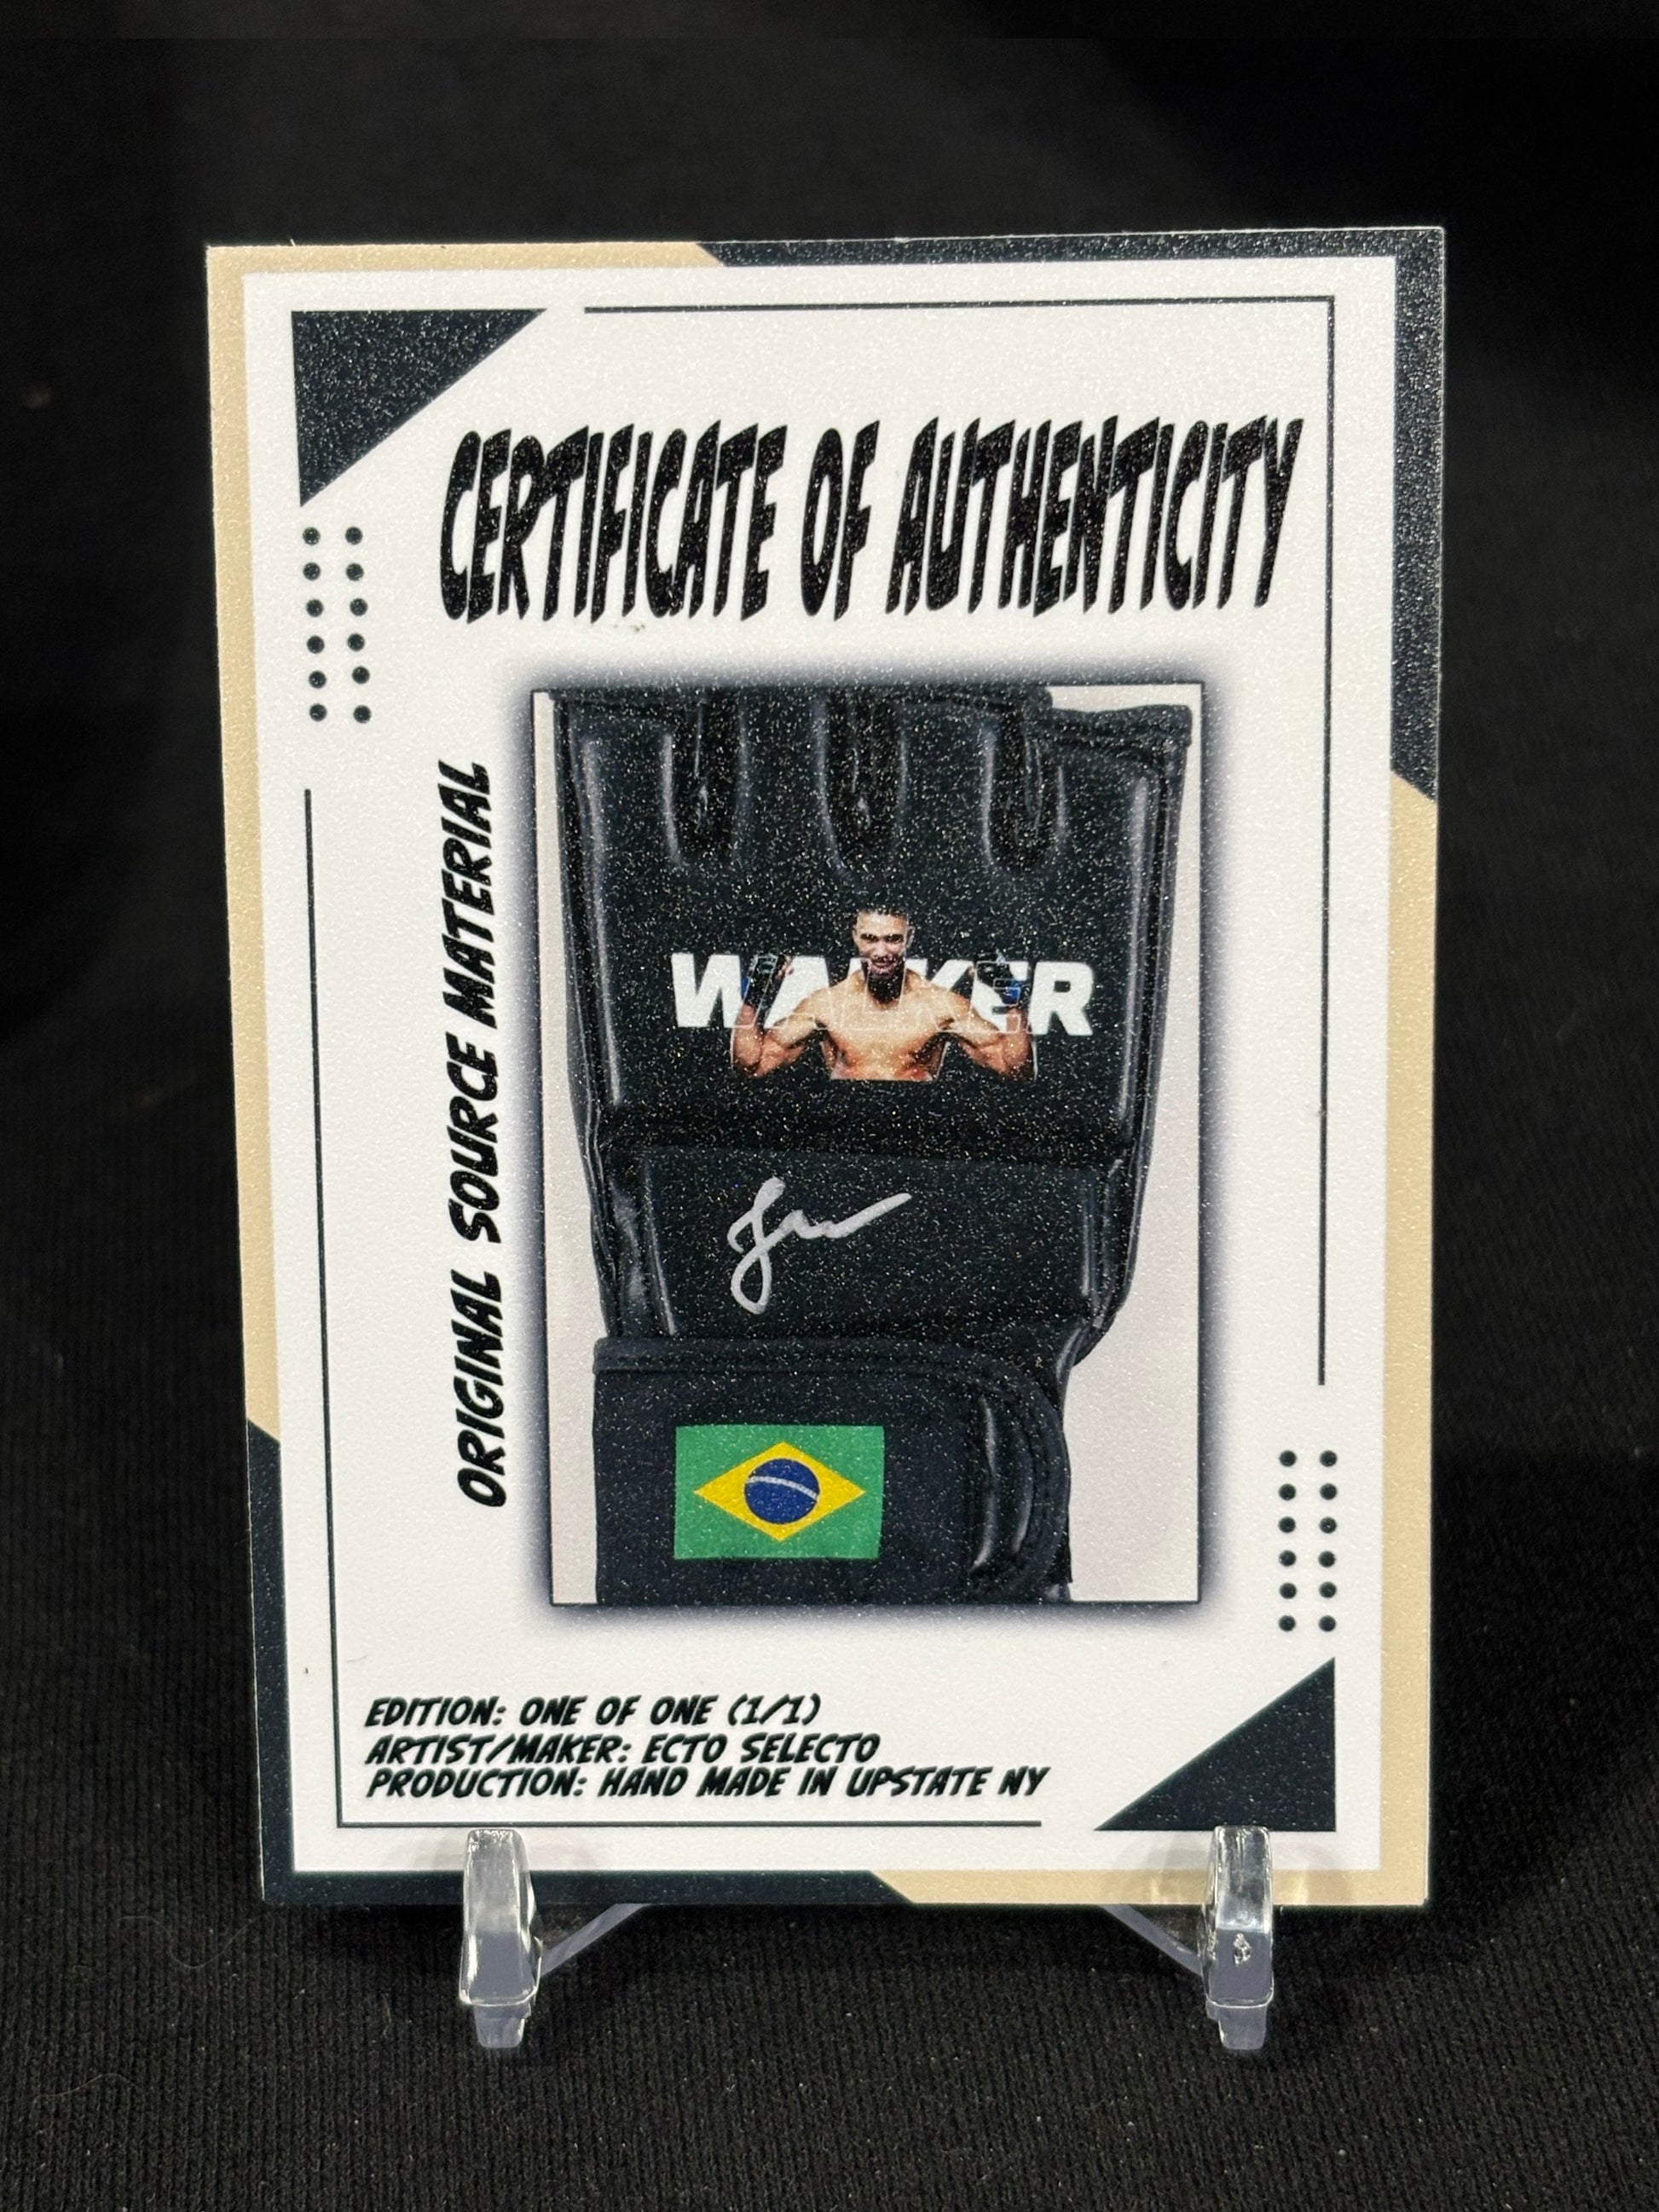 CERTIFICATE OF AUTHENTICITY
ORIGINAL SOURCE MATERIAL
WALKER
EDITION: ONE OF ONE (1/1)
ARTIST/MAKER: ECTO SELECTO
PRODUCTION: HAND MADE IN UPSTATE NY